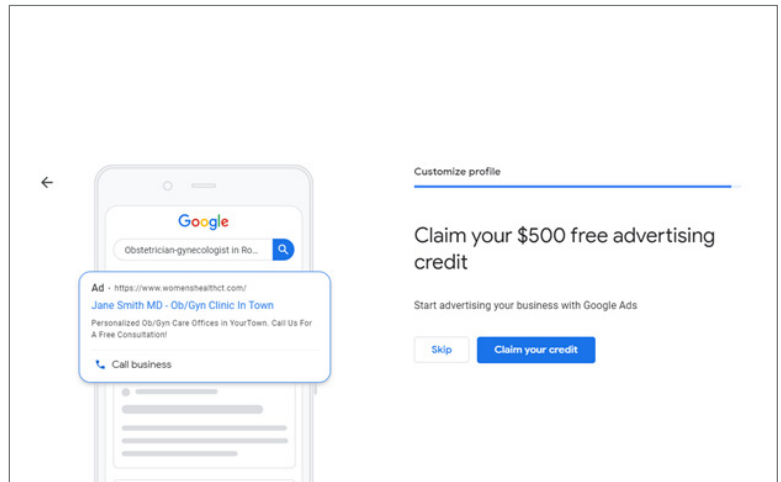 Customize profile
Google
Obstetrician-gynecologist in Ro...
Ad · https://www.womenshealthct.com/
Jane Smith MD - Ob/Gyn Clinic In Town
Personalized Ob/Gyn Care Offices in YourTown. Call Us For
A Free Consultation!
Call business
Claim your $500 free advertising
credit
Start advertising your business with Google Ads
Skip
Claim your credit